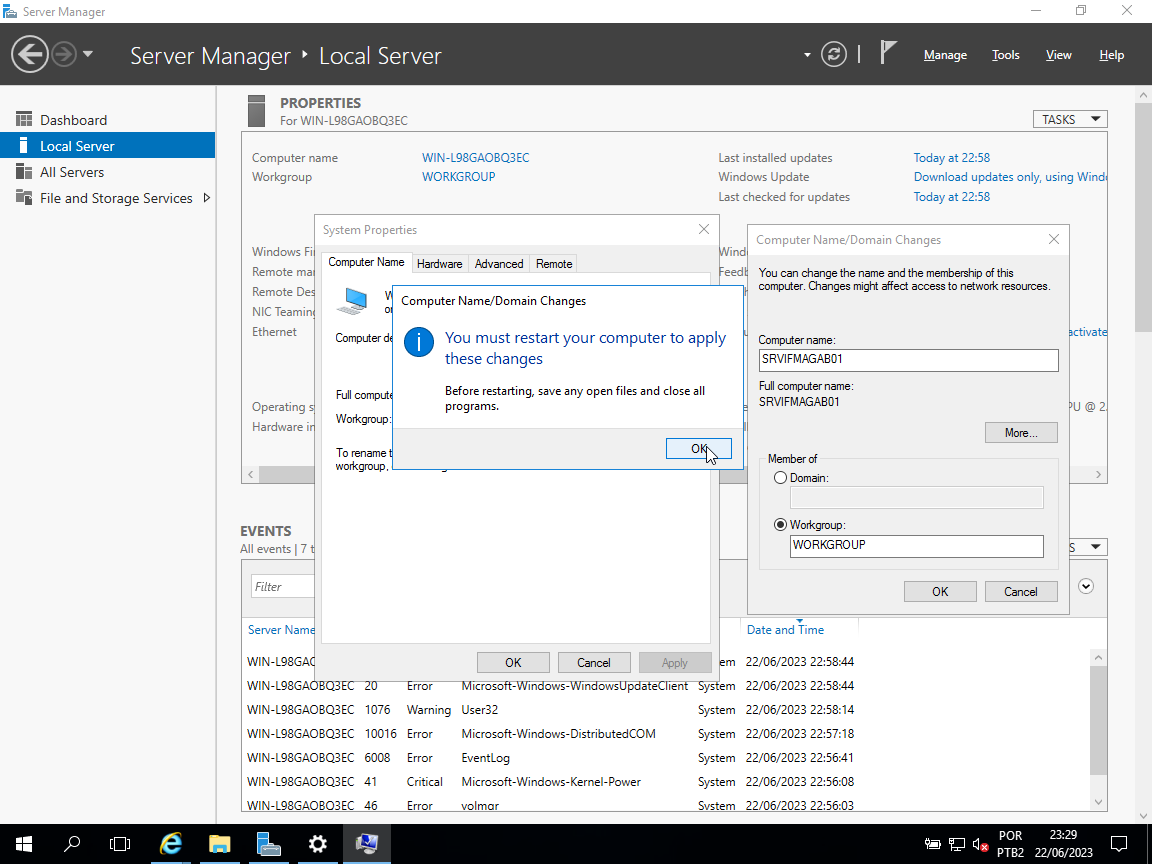 Server Manager
Server Manager ‣ Local Server
Manage Tools View Help
Dashboard
Local Server
All Servers
File and Storage Services
PROPERTIES
For WIN-L98GAOBQ3EC
TASKS
Computer name WIN-L98GAOBQ3EC Last installed updates Today at 22:58
Workgroup WORKGROUP Windows Update Download updates only, using Windo
Last checked for updates Today at 22:58
Windows Fi
Remote ma
Remote Des
NIC Teaming
Ethernet
Operating s
Hardware in
Windo
Feedb
activate
PU @ 2.
System Properties
Computer Name Hardware Advanced Remote
Computer de
Full compute
Workgroup:
To rename t
workgroup,
OK Cancel Apply
Computer Name/Domain Changes
You must restart your computer to apply
these changes
Before restarting, save any open files and close all
programs.
OK
Computer Name/Domain Changes
You can change the name and the membership of this
computer. Changes might affect access to network resources.
Computer name:
SRVIFMAGAB01
Full computer name:
SRVIFMAGAB01
More...
Member of
Domain:
Workgroup:
WORKGROUP
OK Cancel
EVENTS
All events | 7 t
S
Filter
Server Name Date and Time
WIN-L98GAO em 22/06/2023 22:58:44
WIN-L98GAOBQ3EC 20 Error Microsoft-Windows-WindowsUpdateClient System 22/06/2023 22:58:44
WIN-L98GAOBQ3EC 1076 Warning User32 System 22/06/2023 22:58:14
WIN-L98GAOBQ3EC 10016 Error Microsoft-Windows-DistributedCOM System 22/06/2023 22:57:18
WIN-L98GAOBQ3EC 6008 Error EventLog System 22/06/2023 22:56:41
WIN-L98GAOBQ3EC 41 Critical Microsoft-Windows-Kernel-Power System 22/06/2023 22:56:08
WIN-L98GAOBQ3EC 46 Error volmgr System 22/06/2023 22:56:03
POR 23:29
PTB2 22/06/2023